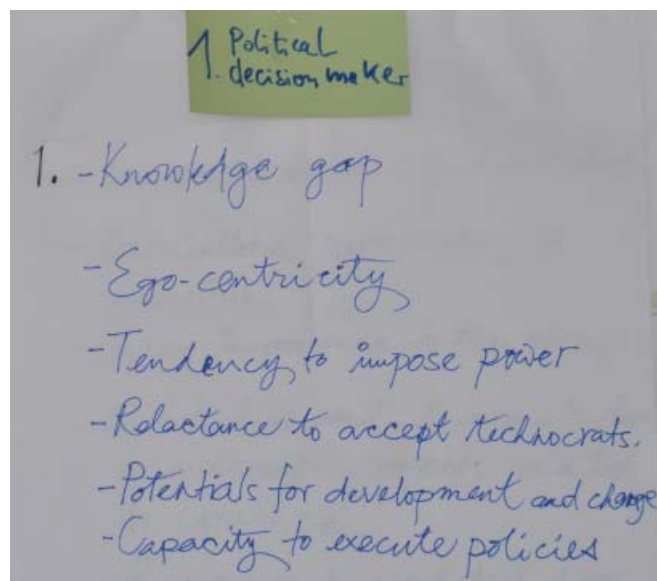 1. Political
decision maker
1. - Knowledge gap
- Ego-centricity
- Tendency to impose power
- Relactance to accept technocrats.
- Potentials for development and change
- Capacity to execute policies